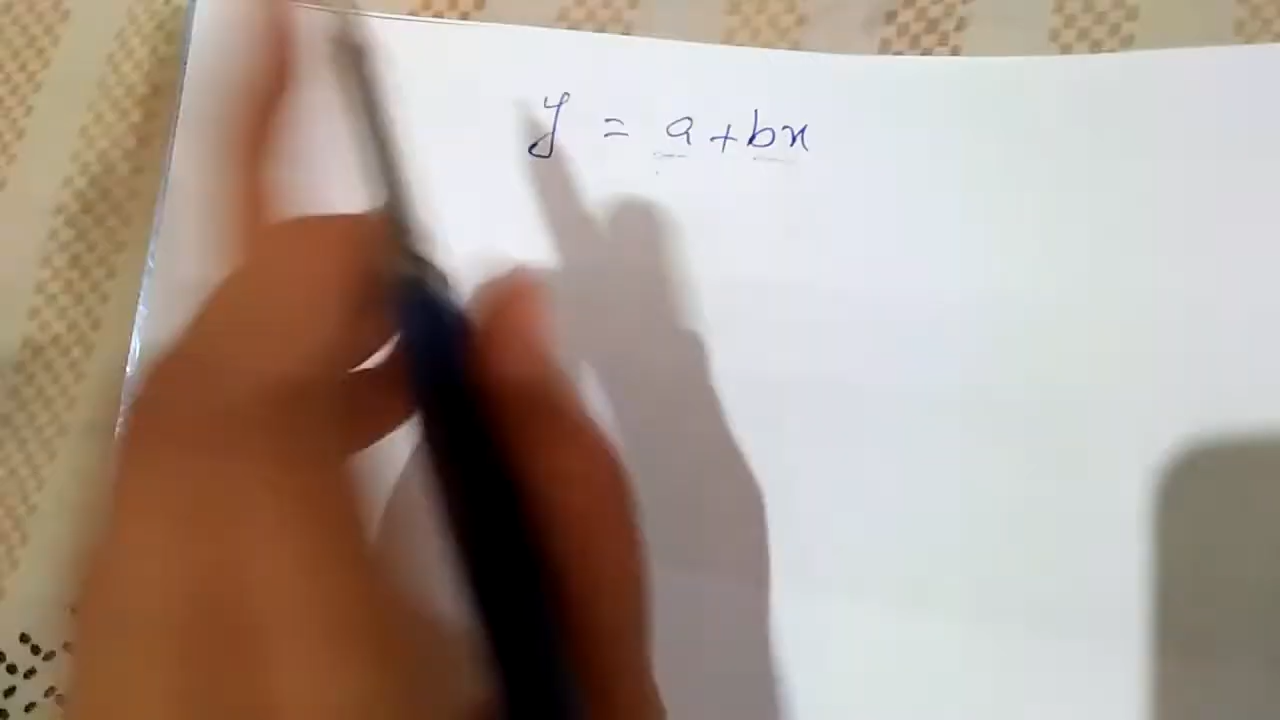 y = a + bx